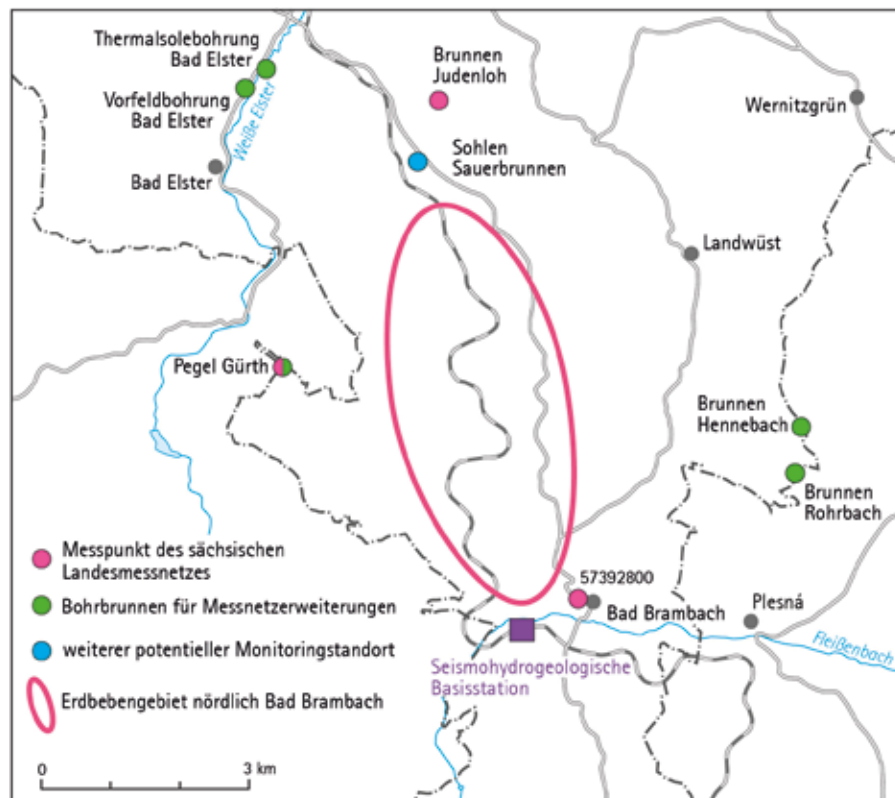 Thermalsolebohrung
Bad Elster
Vorfeldbohrung
Bad Elster
Weiße Elster
Bad Elster
Brunnen
Judenloh
Sohlen
Sauerbrunnen
Wernitzgrün
Landwüst
Pegel Gürth
Brunnen
Hennebach
Brunnen
Rohrbach
57392800
Bad Brambach
Plesná
Fleißenbach
Seismohydrogeologische
Basisstation
Messpunkt des sächsischen
Landesmessnetzes
Bohrbrunnen für Messnetzerweiterungen
weiterer potentieller Monitoringstandort
Erdbebengebiet nördlich Bad Brambach
0 3 km